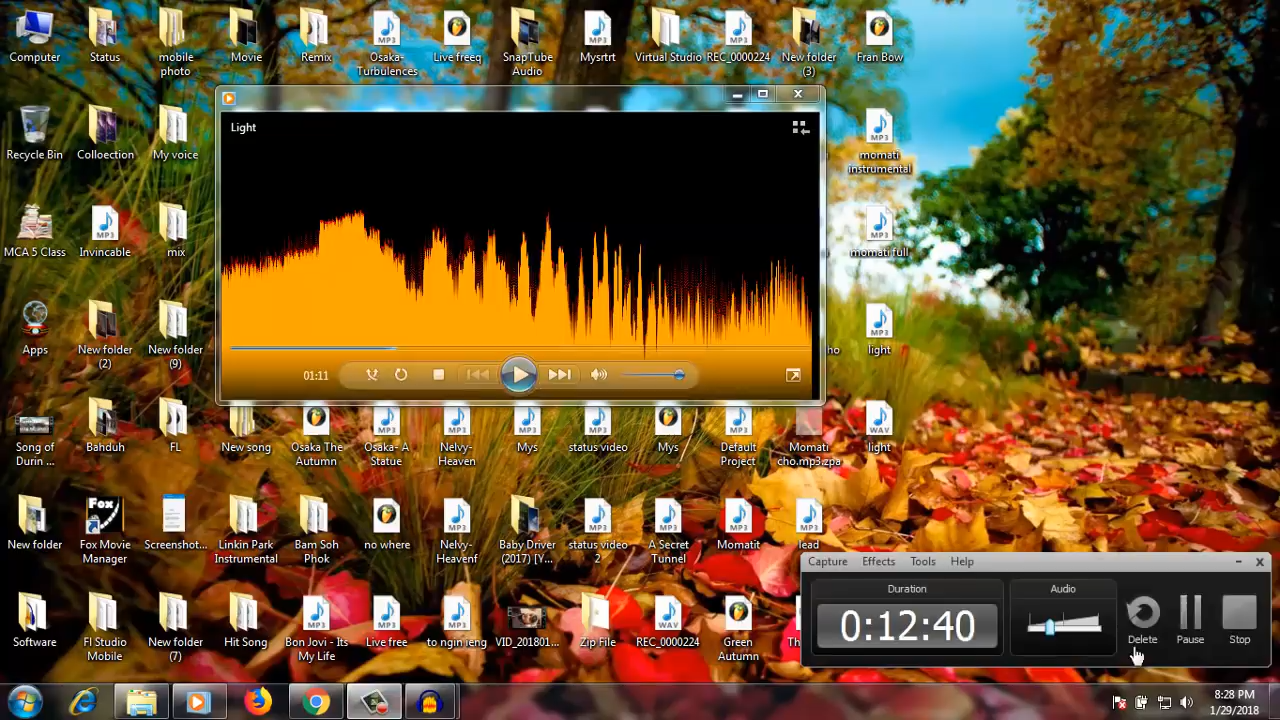 Computer
Status
mobile
photo
Movie
Remix
Osaka-
Turbulences
Live freeq
SnapTube
Audio
Mysrtrt
Virtual Studio
REC_0000224
New folder
(3)
Fran Bow
Light
Recycle Bin
Colloection
My voice
momati
instrumental
MCA 5 Class
Invincable
mix
momati full
Apps
New folder
(2)
New folder
(9)
ho
light
01:11
Song of
Durin ...
Bahduh
FL
New song
Osaka The
Autumn
Osaka- A
Statue
Nelvy-
Heaven
Mys
status video
Mys
Default
Project
Momati
cho.mp3.zpa
light
New folder
Fox
Fox Movie
Manager
Screenshot...
Linkin Park
Instrumental
Bam Soh
Phok
no where
Nelvy-
Heavenf
Baby Driver
(2017) [Y...
status video
2
A Secret
Tunnel
Momatit
lead
Capture Effects Tools Help
Duration
Audio
0:12:40
Delete
Pause
Stop
Software
Fl Studio
Mobile
New folder
(7)
Hit Song
Bon Jovi - Its
My Life
Live free
to ngin ieng
VID_201801...
Zip File
REC_0000224
Green
Autumn
Th
8:28 PM
1/29/2018